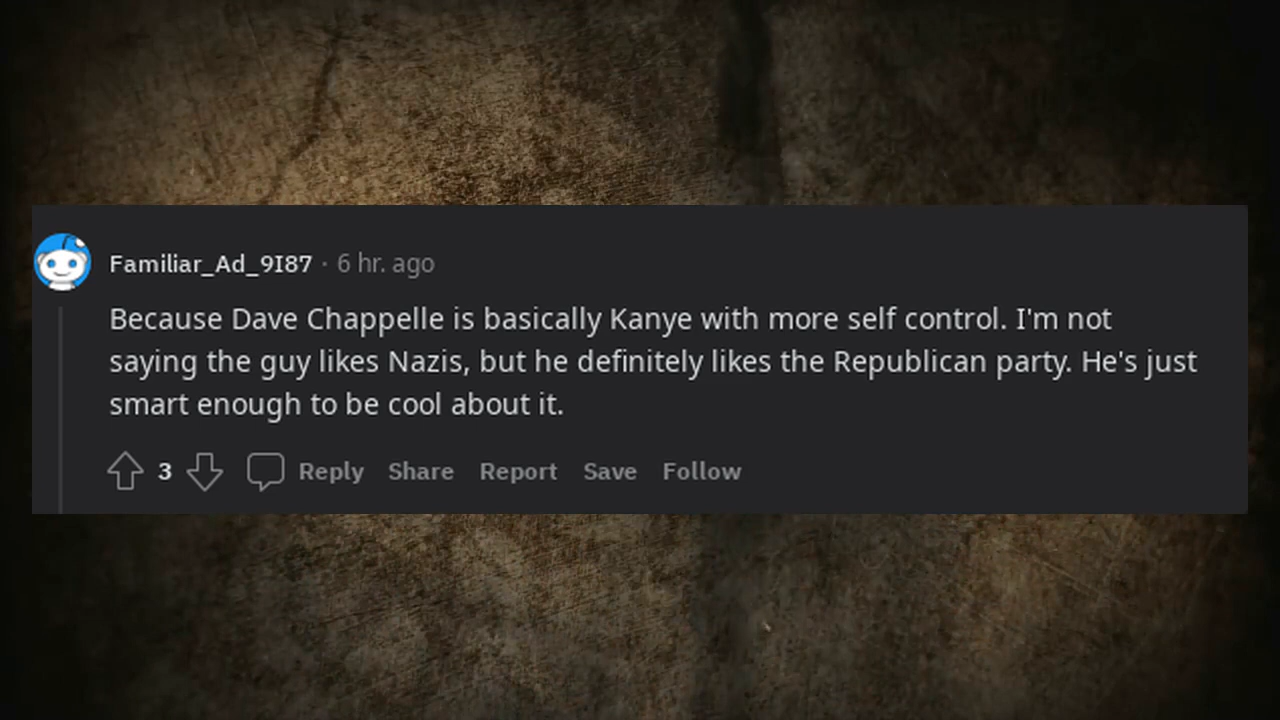 Familiar_Ad_9I87 · 6 hr. ago
Because Dave Chappelle is basically Kanye with more self control. I'm not
saying the guy likes Nazis, but he definitely likes the Republican party. He's just
smart enough to be cool about it.
3 Reply Share Report Save Follow